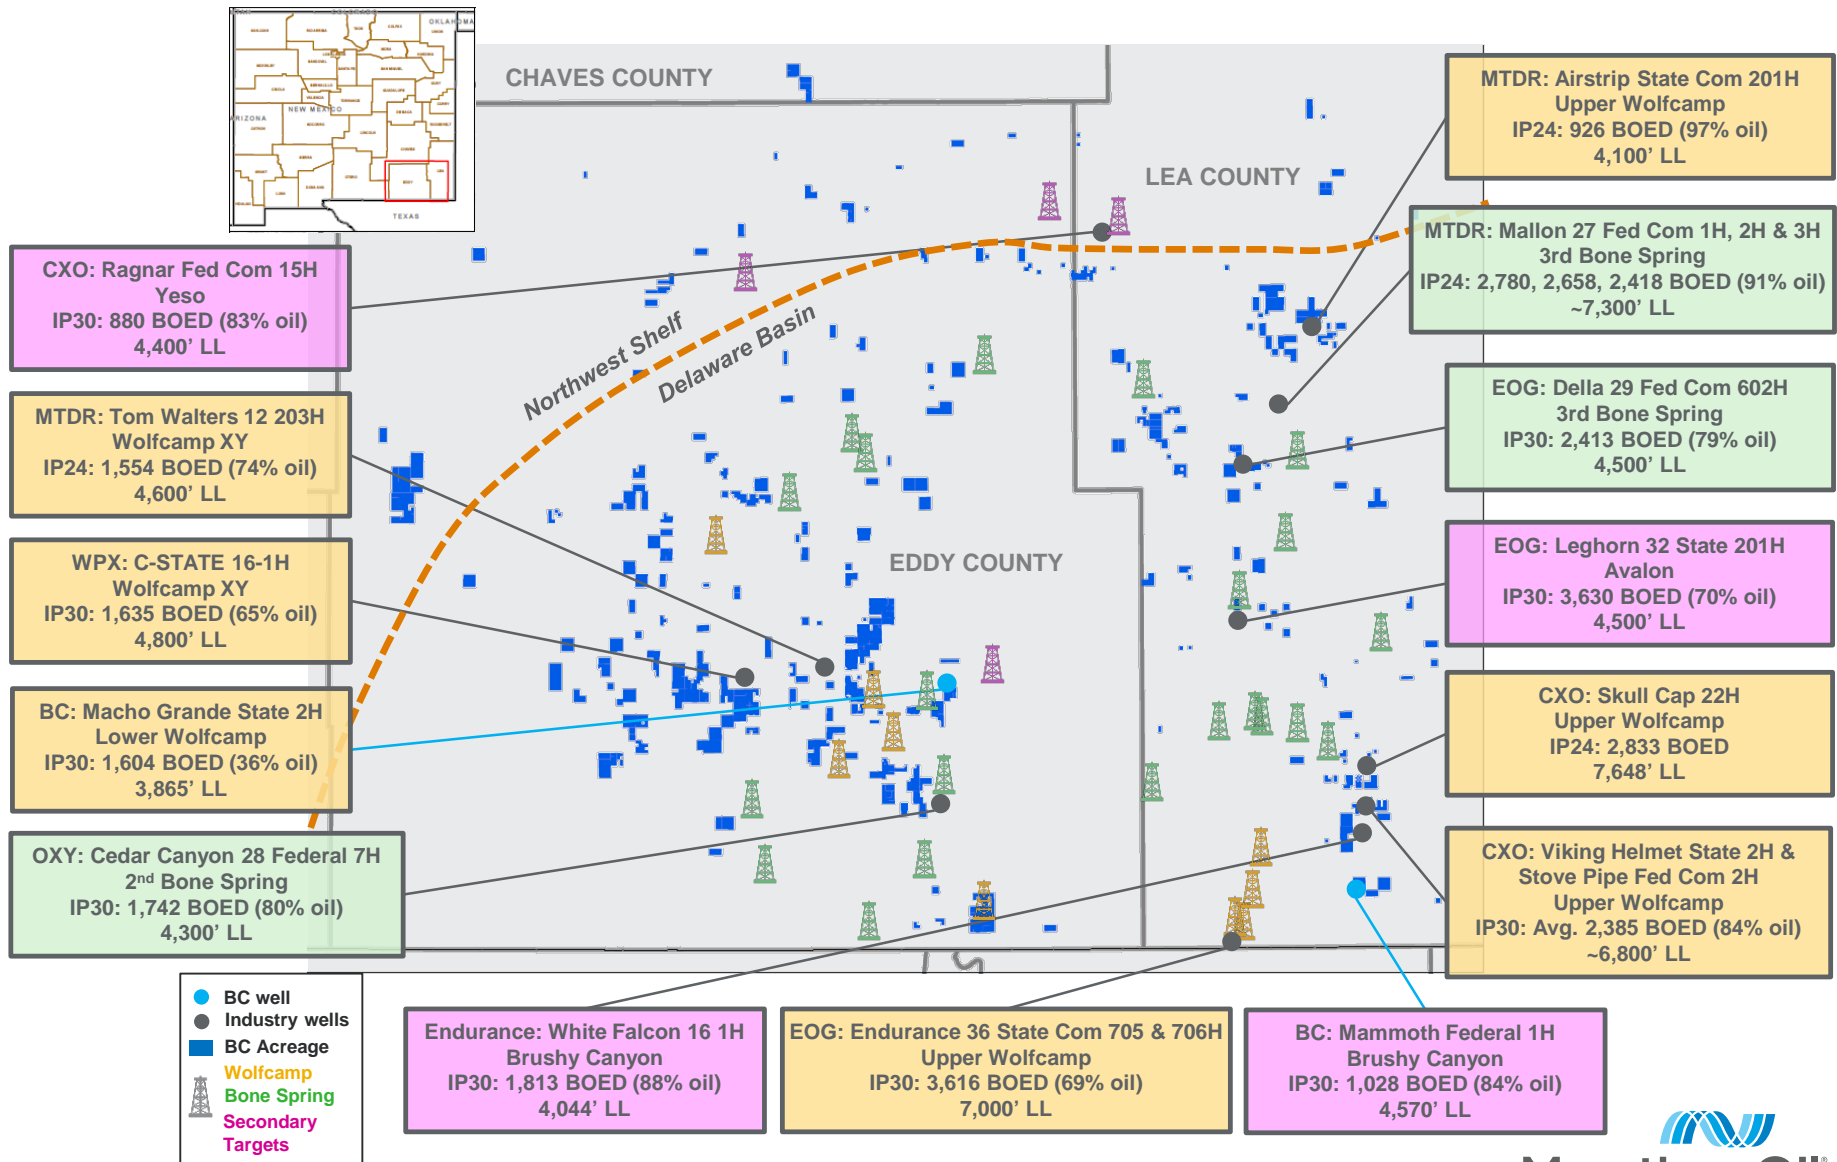 COLORADO
OKLAHOMA
NEW MEXICO
ARIZONA
TEXAS
CHAVES COUNTY
LEA COUNTY
EDDY COUNTY
Northwest Shelf
Delaware Basin
CXO: Ragnar Fed Com 15H
Yeso
IP30: 880 BOED (83% oil)
4,400’ LL
MTDR: Tom Walters 12 203H
Wolfcamp XY
IP24: 1,554 BOED (74% oil)
4,600’ LL
WPX: C-STATE 16-1H
Wolfcamp XY
IP30: 1,635 BOED (65% oil)
4,800’ LL
BC: Macho Grande State 2H
Lower Wolfcamp
IP30: 1,604 BOED (36% oil)
3,865’ LL
OXY: Cedar Canyon 28 Federal 7H
2nd Bone Spring
IP30: 1,742 BOED (80% oil)
4,300’ LL
MTDR: Airstrip State Com 201H
Upper Wolfcamp
IP24: 926 BOED (97% oil)
4,100’ LL
MTDR: Mallon 27 Fed Com 1H, 2H & 3H
3rd Bone Spring
IP24: 2,780, 2,658, 2,418 BOED (91% oil)
~7,300’ LL
EOG: Della 29 Fed Com 602H
3rd Bone Spring
IP30: 2,413 BOED (79% oil)
4,500’ LL
EOG: Leghorn 32 State 201H
Avalon
IP30: 3,630 BOED (70% oil)
4,500’ LL
CXO: Skull Cap 22H
Upper Wolfcamp
IP24: 2,833 BOED
7,648’ LL
CXO: Viking Helmet State 2H &
Stove Pipe Fed Com 2H
Upper Wolfcamp
IP30: Avg. 2,385 BOED (84% oil)
~6,800’ LL
Endurance: White Falcon 16 1H
Brushy Canyon
IP30: 1,813 BOED (88% oil)
4,044’ LL
EOG: Endurance 36 State Com 705 & 706H
Upper Wolfcamp
IP30: 3,616 BOED (69% oil)
7,000’ LL
BC: Mammoth Federal 1H
Brushy Canyon
IP30: 1,028 BOED (84% oil)
4,570’ LL
BC well
Industry wells
BC Acreage
Wolfcamp
Bone Spring
Secondary
Targets